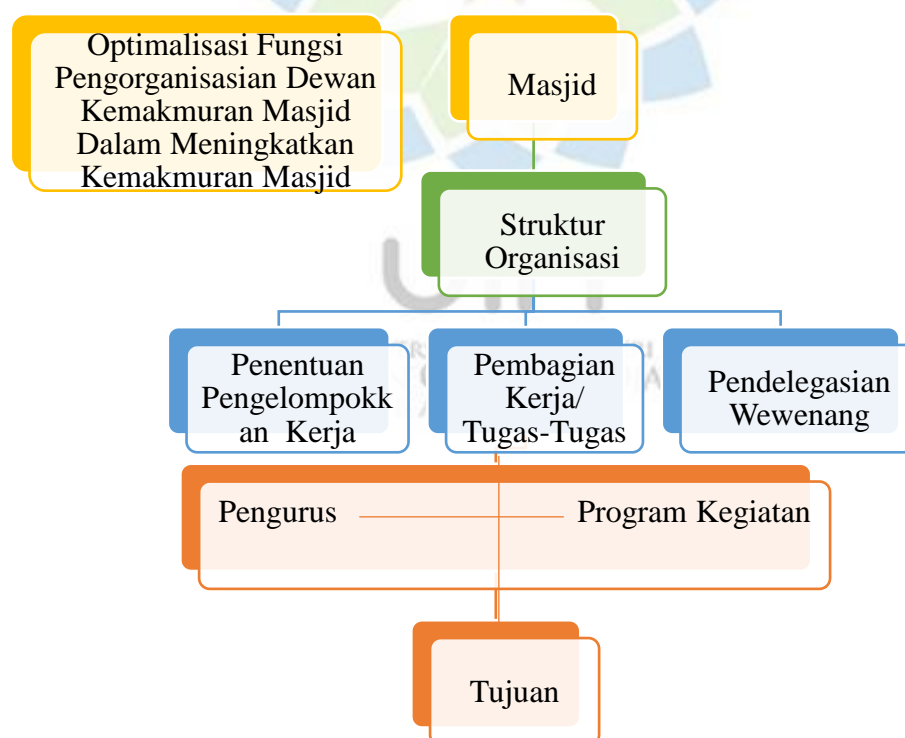 Optimalisasi Fungsi
Pengorganisasian Dewan
Kemakmuran Masjid
Dalam Meningkatkan
Kemakmuran Masjid
Masjid
Struktur
Organisasi
Penentuan
Pengelompokk
an Kerja
Pembagian
Kerja/
Tugas-Tugas
Pendelegasian
Wewenang
Pengurus
Program Kegiatan
Tujuan